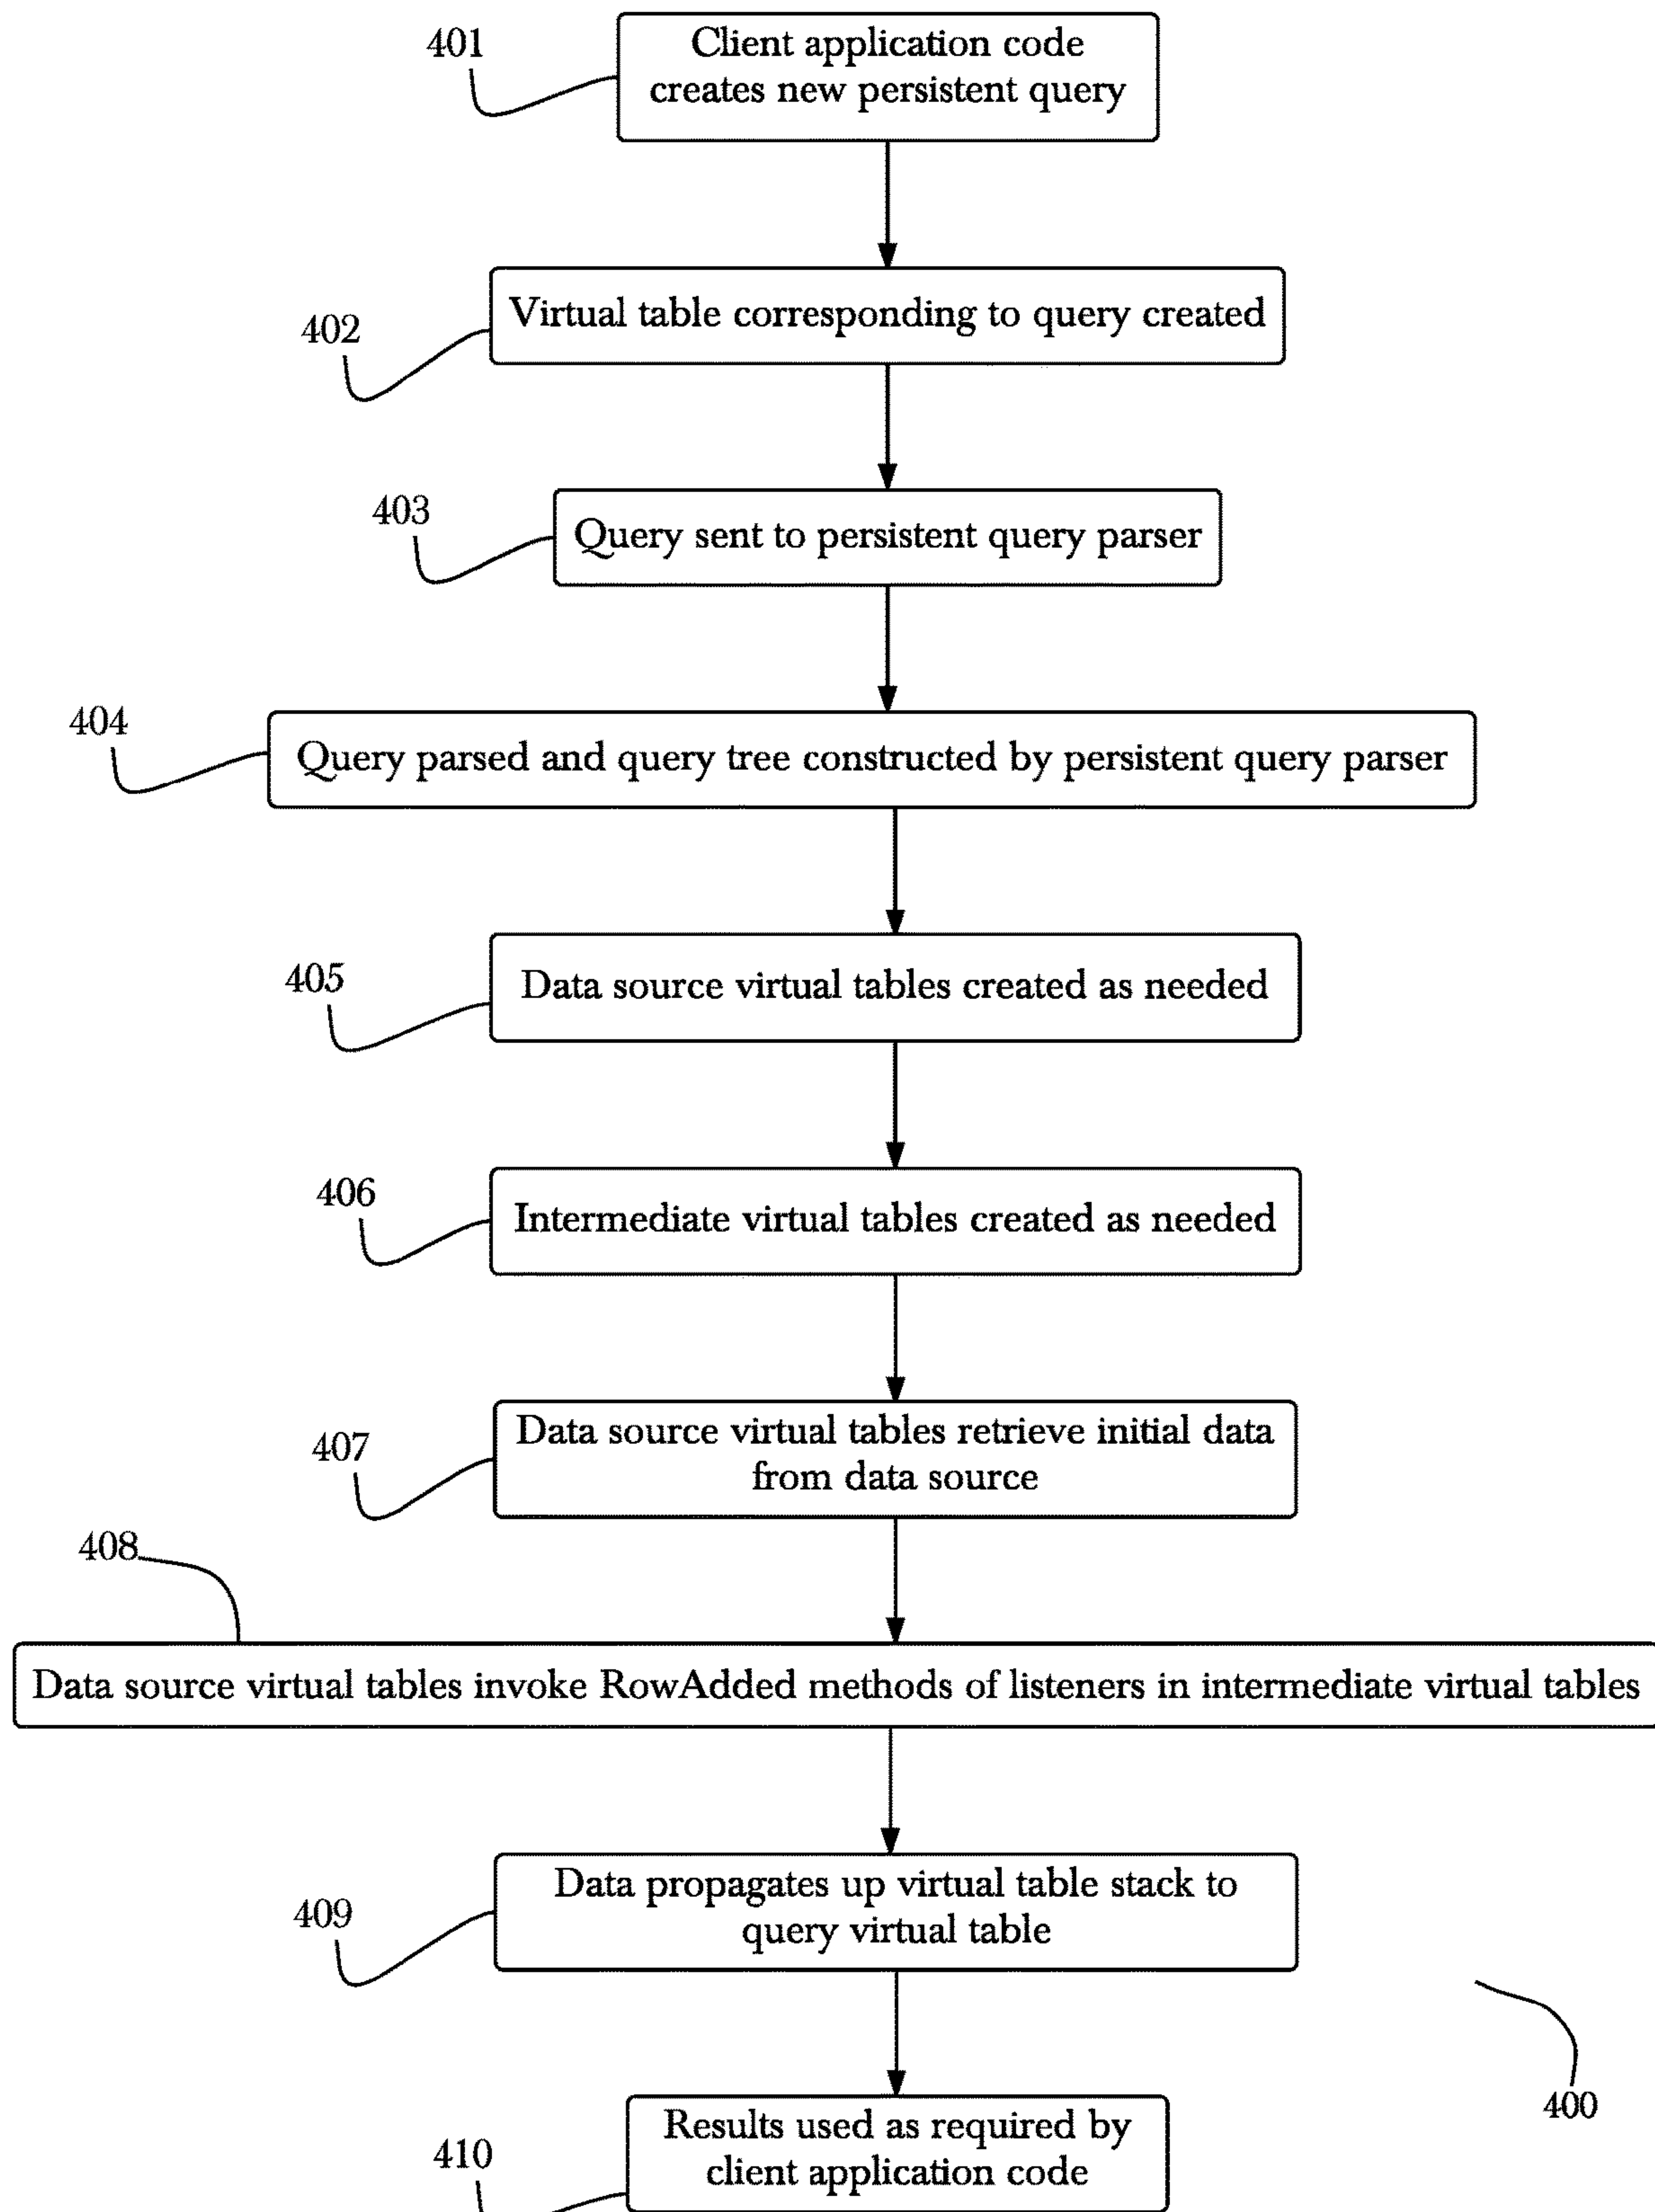 401
Client application code
creates new persistent query
402
Virtual table corresponding to query created
403
Query sent to persistent query parser
404
Query parsed and query tree constructed by persistent query parser
405
Data source virtual tables created as needed
406
Intermediate virtual tables created as needed
407
Data source virtual tables retrieve initial data
from data source
408
Data source virtual tables invoke RowAdded methods of listeners in intermediate virtual tables
409
Data propagates up virtual table stack to
query virtual table
400
410
Results used as required by
client application code